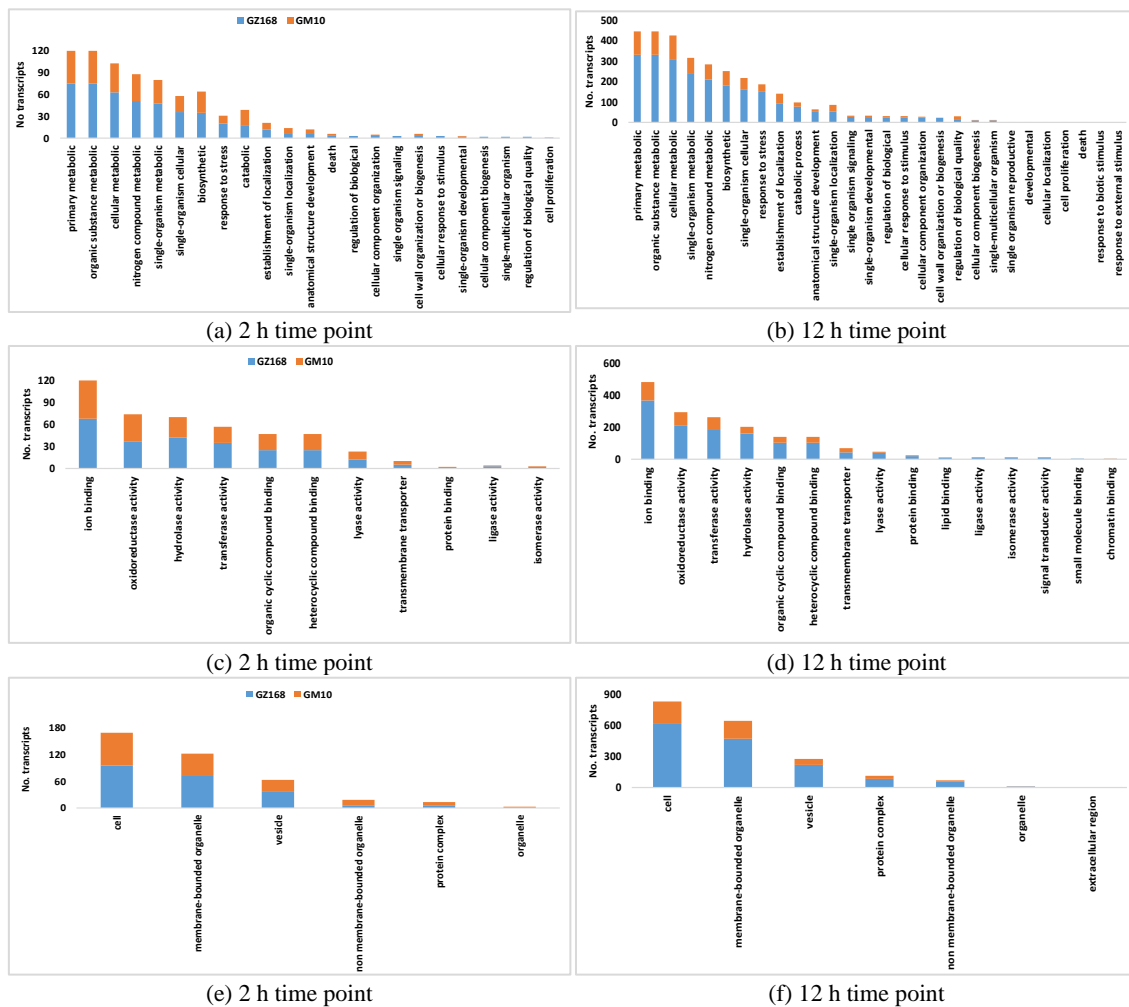 GZ168 GM10
No transcripts
120
90
60
30
0
primary metabolic
organic substance metabolic
cellular metabolic
nitrogen compound metabolic
single-organism metabolic
single-organism cellular
biosynthetic
response to stress
catabolic
establishment of localization
single-organism localization
anatomical structure development
death
regulation of biological
cellular component organization
single organism signaling
cell wall organization or biogenesis
cellular response to stimulus
single-organism developmental
cellular component biogenesis
single-multicellular organism
regulation of biological quality
cell proliferation
(a) 2 h time point
No. transcripts
500
400
300
200
100
0
primary metabolic
organic substance metabolic
cellular metabolic
single-organism metabolic
nitrogen compound metabolic
biosynthetic
single-organism cellular
response to stress
establishment of localization
catabolic process
anatomical structure development
single-organism localization
single organism signaling
single-organism developmental
regulation of biological
cellular response to stimulus
cellular component organization
cell wall organization or biogenesis
regulation of biological quality
cellular component biogenesis
single-multicellular organism
single organism reproductive
developmental
cellular localization
cell proliferation
death
response to biotic stimulus
response to external stimulus
(b) 12 h time point
GZ168 GM10
No. transcripts
120
90
60
30
0
ion binding
oxidoreductase activity
hydrolase activity
transferase activity
organic cyclic compound binding
heterocyclic compound binding
lyase activity
transmembrane transporter
protein binding
ligase activity
isomerase activity
(c) 2 h time point
No. transcripts
600
400
200
0
ion binding
oxidoreductase activity
transferase activity
hydrolase activity
organic cyclic compound binding
heterocyclic compound binding
transmembrane transporter
lyase activity
protein binding
lipid binding
ligase activity
isomerase activity
signal transducer activity
small molecule binding
chromatin binding
(d) 12 h time point
GZ168 GM10
No. transcripts
180
120
60
0
cell
membrane-bounded organelle
vesicle
non membrane-bounded organelle
protein complex
organelle
(e) 2 h time point
No. transcripts
900
600
300
0
cell
membrane-bounded organelle
vesicle
protein complex
non membrane-bounded organelle
organelle
extracellular region
(f) 12 h time point